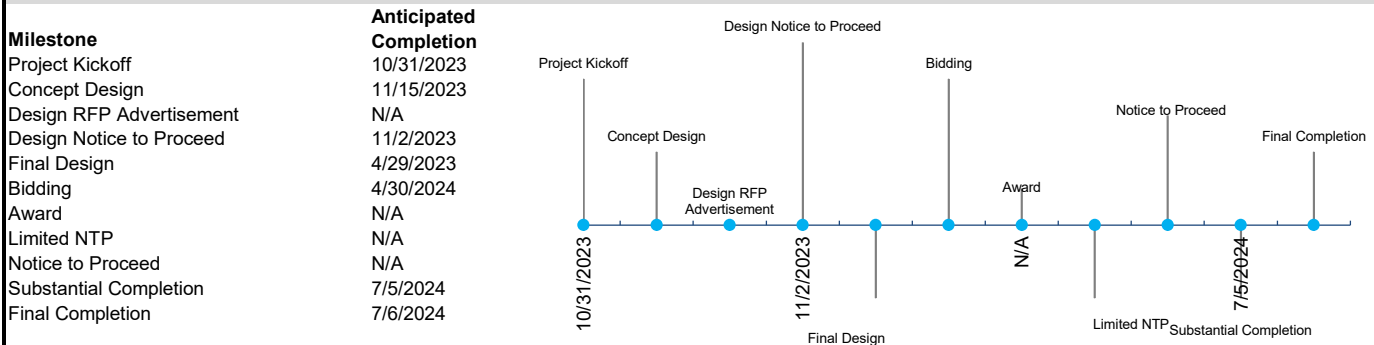 Milestone Anticipated Completion
Project Kickoff 10/31/2023
Concept Design 11/15/2023
Design RFP Advertisement N/A
Design Notice to Proceed 11/2/2023
Final Design 4/29/2023
Bidding 4/30/2024
Award N/A
Limited NTP N/A
Notice to Proceed N/A
Substantial Completion 7/5/2024
Final Completion 7/6/2024
Design Notice to Proceed
Project Kickoff
Bidding
Notice to Proceed
Concept Design
Final Completion
Design RFP
Advertisement
Award
10/31/2023
11/2/2023
N/A
7/5/2024
Limited NTP
Substantial Completion
Final Design